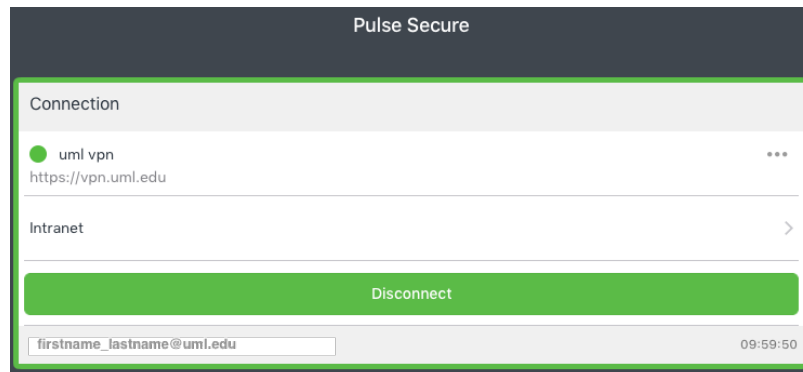 Pulse Secure
Connection
uml vpn
https://vpn.uml.edu
Intranet
Disconnect
firstname_lastname@uml.edu 09:59:50